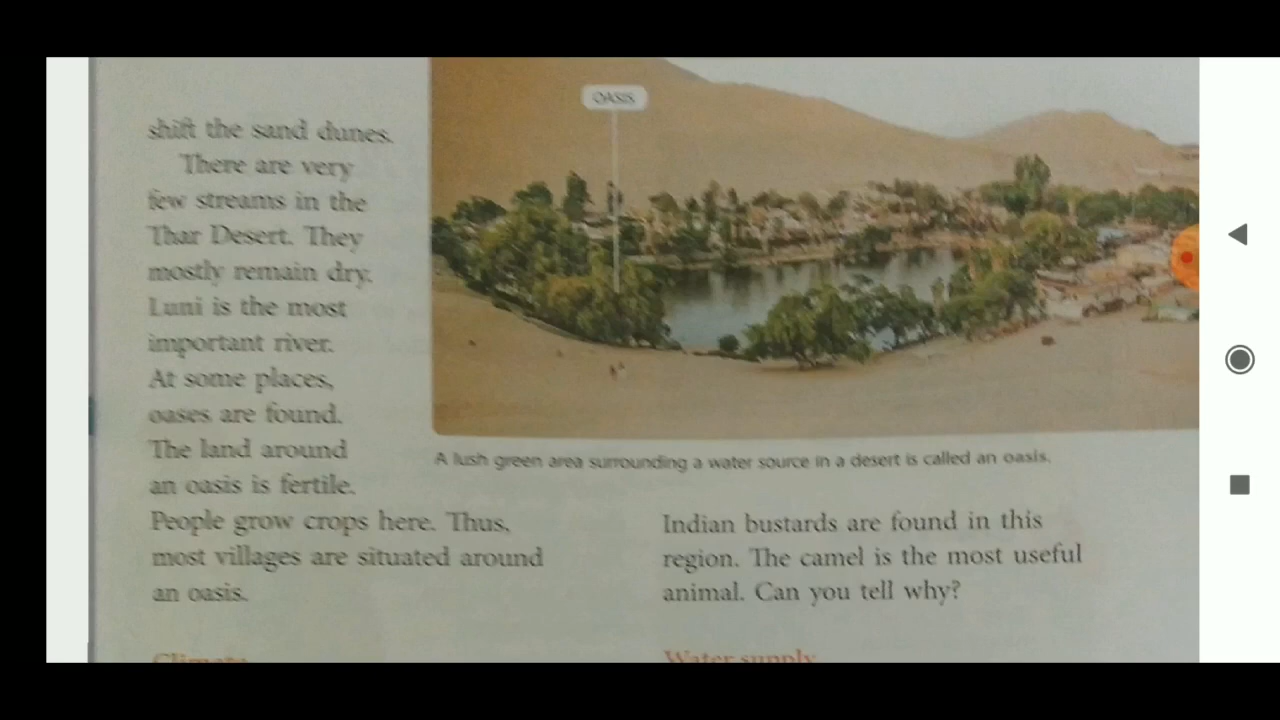 OASIS
shift the sand dunes.
There are very
few streams in the
Thar Desert. They
mostly remain dry.
Luni is the most
important river.
At some places,
oases are found.
The land around
an oasis is fertile.
People grow crops here. Thus,
most villages are situated around
an oasis.
Climate
A lush green area surrounding a water source in a desert is called an oasis.
Indian bustards are found in this
region. The camel is the most useful
animal. Can you tell why?
Water supply